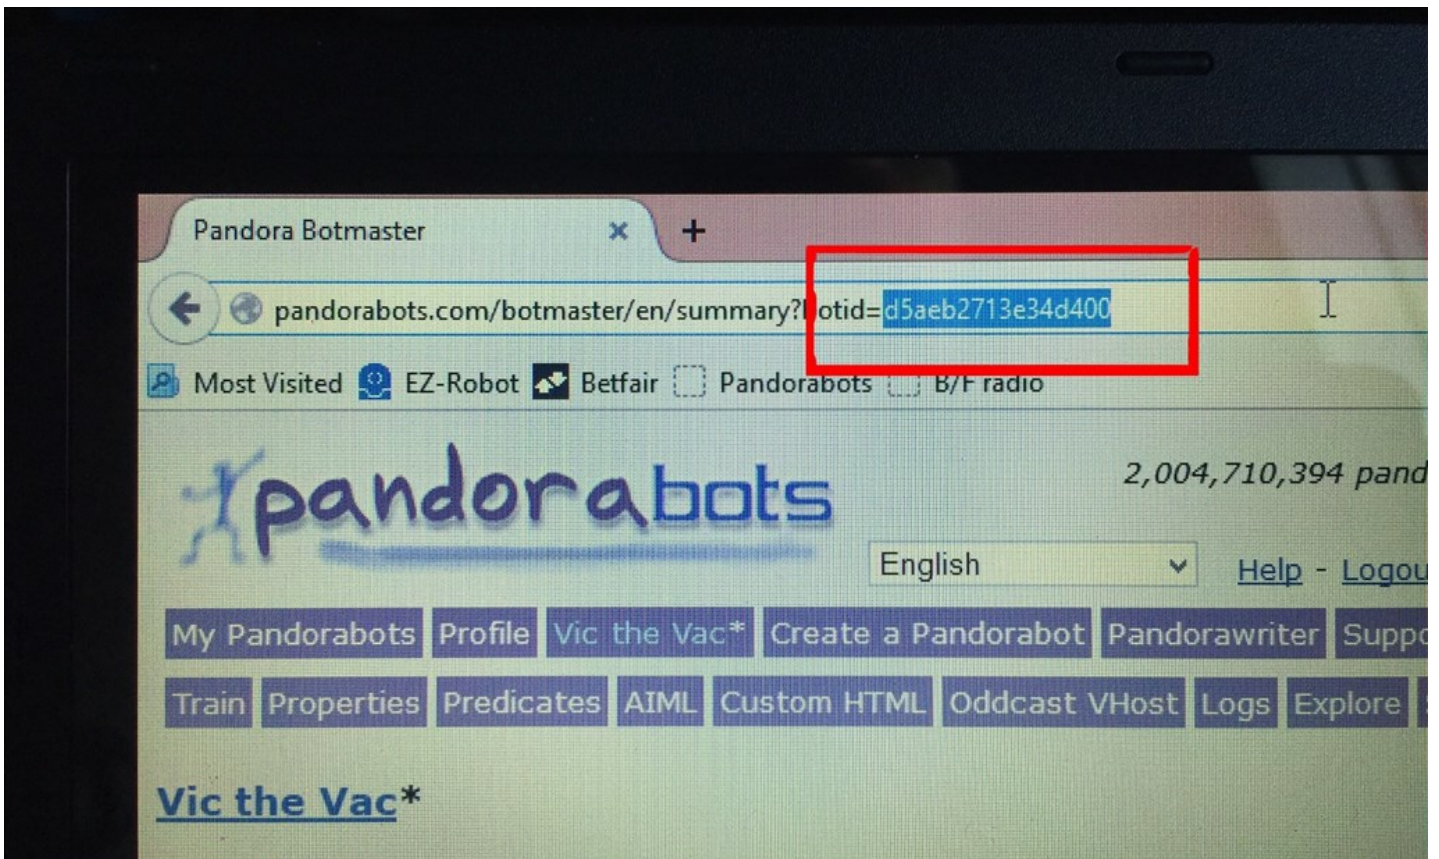 Pandora Botmaster
pandorabots.com/botmaster/en/summary?botid=d5aeb2713e34d400
Most Visited EZ-Robot Betfair Pandorabots B/F radio
pandorabots
2,004,710,394 pand
English
Help - Logou
My Pandorabots Profile Vic the Vac* Create a Pandorabot Pandorawriter Suppo
Train Properties Predicates AIML Custom HTML Oddcast VHost Logs Explore
Vic the Vac*